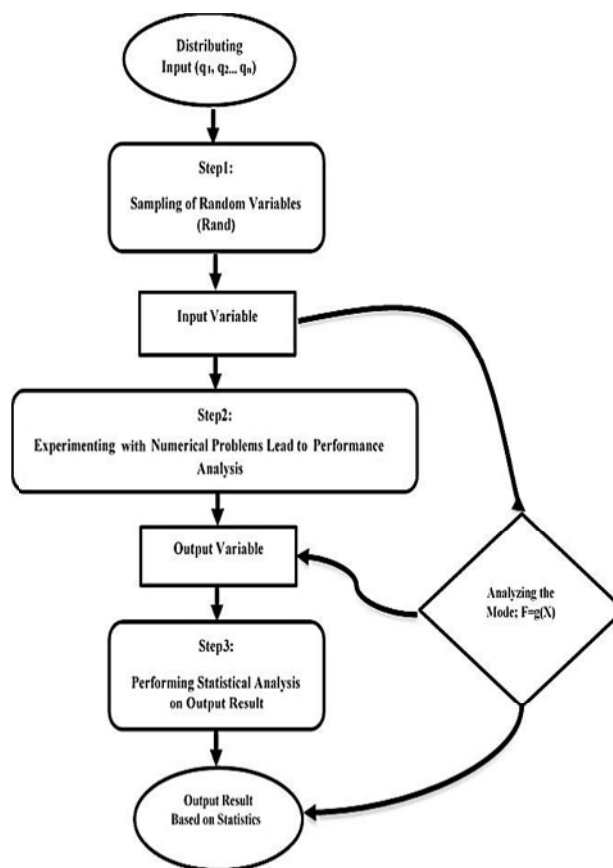 Distributing
Input (q1, q2... qn)
Step1:
Sampling of Random Variables
(Rand)
Input Variable
Step2:
Experimenting with Numerical Problems Lead to Performance
Analysis
Output Variable
Analyzing the
Mode; F=g(X)
Step3:
Performing Statistical Analysis
on Output Result
Output Result
Based on Statistics